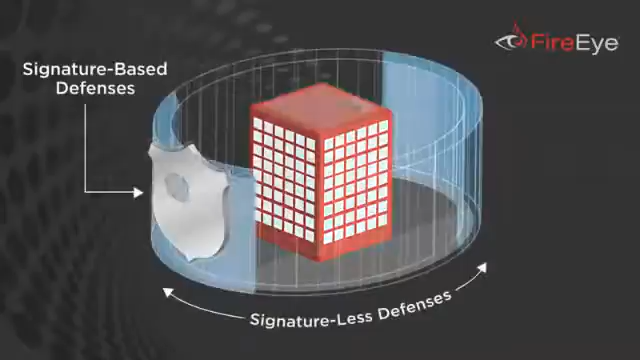 FireEye
Signature-Based
Defenses
Signature-Less Defenses